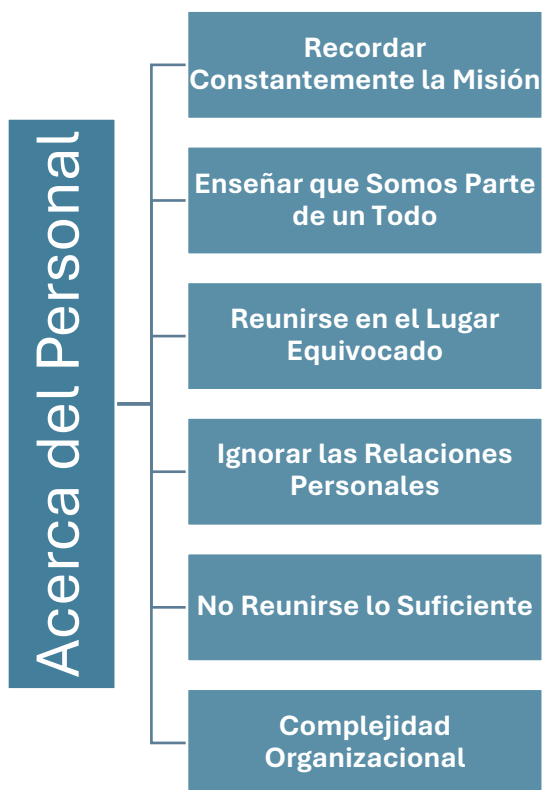 Acerca del Personal
Recordar
Constantemente la Misión
Enseñar que Somos Parte
de un Todo
Reunirse en el Lugar
Equivocado
Ignorar las Relaciones
Personales
No Reunirse lo Suficiente
Complejidad
Organizacional